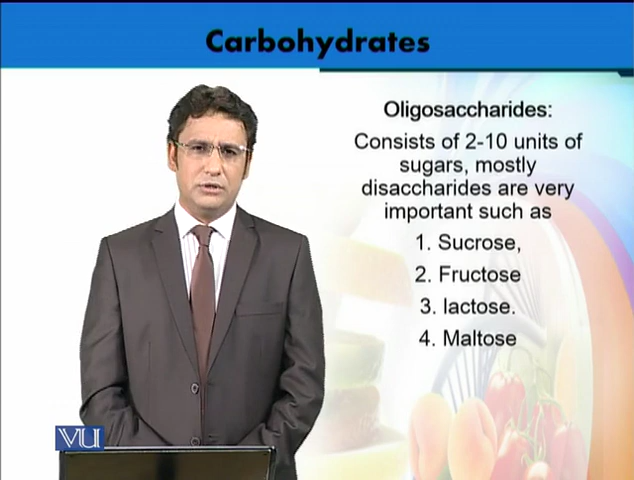 Carbohydrates
Oligosaccharides:
Consists of 2-10 units of
sugars, mostly
disaccharides are very
important such as
1. Sucrose,
2. Fructose
3. lactose.
4. Maltose
VU